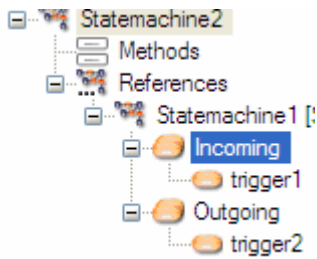 Statemachine2
Methods
References
Statemachine1 [
Incoming
trigger1
Outgoing
trigger2